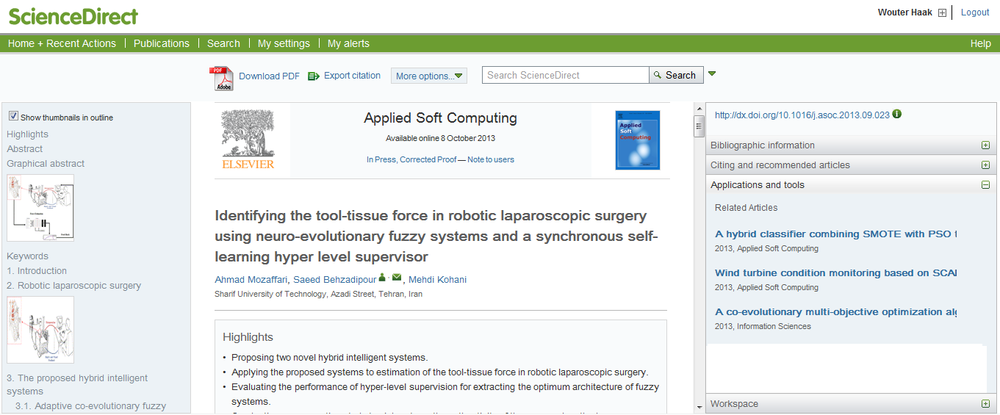 ScienceDirect
Wouter Haak
Logout
Home + Recent Actions
Publications
Search
My settings
My alerts
Help
PDF
Adobe
Download PDF
Export citation
More options...
Search ScienceDirect
Search
Show thumbnails in outline
Highlights
Abstract
Graphical abstract
Keywords
1. Introduction
2. Robotic laparoscopic surgery
3. The proposed hybrid intelligent
systems
3.1. Adaptive co-evolutionary fuzzy
ELSEVIER
Applied Soft Computing
Available online 8 October 2013
In Press, Corrected Proof — Note to users
Applied
Soft
Computing
Identifying the tool-tissue force in robotic laparoscopic surgery
using neuro-evolutionary fuzzy systems and a synchronous self-
learning hyper level supervisor
Ahmad Mozaffari, Saeed Behzadipour , Mehdi Kohani
Sharif University of Technology, Azadi Street, Tehran, Iran
Highlights
• Proposing two novel hybrid intelligent systems.
• Applying the proposed systems to estimation of the tool-tissue force in robotic laparoscopic surgery.
• Evaluating the performance of hyper-level supervision for extracting the optimum architecture of fuzzy
systems.
http://dx.doi.org/10.1016/j.asoc.2013.09.023
Bibliographic information
Citing and recommended articles
Applications and tools
Related Articles
A hybrid classifier combining SMOTE with PSO t
2013, Applied Soft Computing
Wind turbine condition monitoring based on SCA
2013, Applied Soft Computing
A co-evolutionary multi-objective optimization al
2013, Information Sciences
Workspace